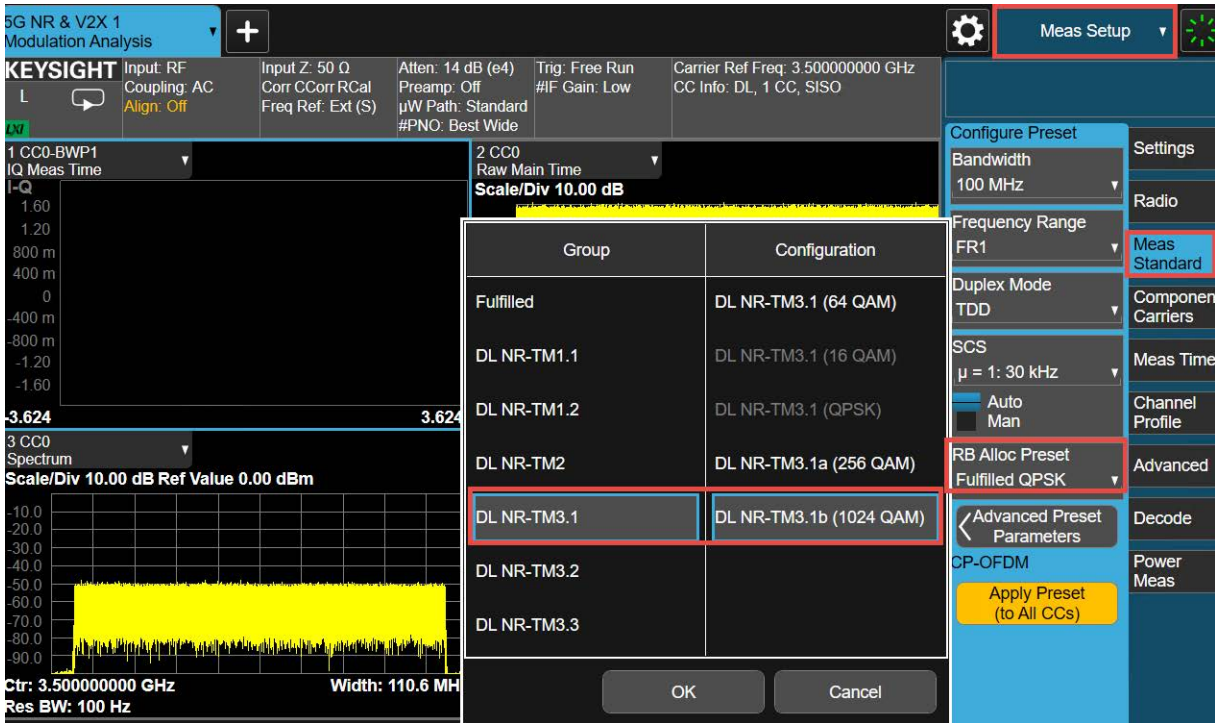 5G NR & V2X 1
Modulation Analysis
Meas Setup
KEYSIGHT
L
LXI
Input: RF
Coupling: AC
Align: Off
Input Z: 50 Ω
Corr CCorr RCal
Freq Ref: Ext (S)
Atten: 14 dB (e4)
Preamp: Off
µW Path: Standard
#PNO: Best Wide
Trig: Free Run
#IF Gain: Low
Carrier Ref Freq: 3.500000000 GHz
CC Info: DL, 1 CC, SISO
1 CC0-BWP1
IQ Meas Time
I-Q
1.60
1.20
800 m
400 m
0
-400 m
-800 m
-1.20
-1.60
-3.624
3.624
2 CC0
Raw Main Time
Scale/Div 10.00 dB
3 CC0
Spectrum
Scale/Div 10.00 dB Ref Value 0.00 dBm
-10.0
-20.0
-30.0
-40.0
-50.0
-60.0
-70.0
-80.0
-90.0
Ctr: 3.500000000 GHz
Width: 110.6 MH
Res BW: 100 Hz
Group
Configuration
Fulfilled
DL NR-TM3.1 (64 QAM)
DL NR-TM1.1
DL NR-TM3.1 (16 QAM)
DL NR-TM1.2
DL NR-TM3.1 (QPSK)
DL NR-TM2
DL NR-TM3.1a (256 QAM)
DL NR-TM3.1
DL NR-TM3.1b (1024 QAM)
DL NR-TM3.2
DL NR-TM3.3
OK
Cancel
Configure Preset
Bandwidth
100 MHz
Frequency Range
FR1
Duplex Mode
TDD
SCS
µ = 1: 30 kHz
Auto
Man
RB Alloc Preset
Fulfilled QPSK
Advanced Preset
Parameters
CP-OFDM
Apply Preset
(to All CCs)
Settings
Radio
Meas
Standard
Componen
Carriers
Meas Time
Channel
Profile
Advanced
Decode
Power
Meas